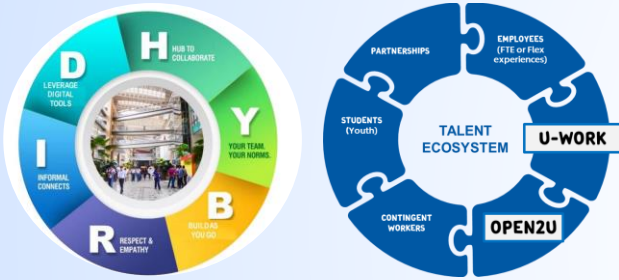 H
HUB TO
COLLABORATE
Y
YOUR TEAM.
YOUR NORMS.
B
BUILD AS
YOU GO
R
RESPECT &
EMPATHY
I
INFORMAL
CONNECTS
D
LEVERAGE
DIGITAL
TOOLS
PARTNERSHIPS
EMPLOYEES
(FTE or Flex
experiences)
STUDENTS
(Youth)
TALENT
ECOSYSTEM
U-WORK
CONTINGENT
WORKERS
OPEN2U